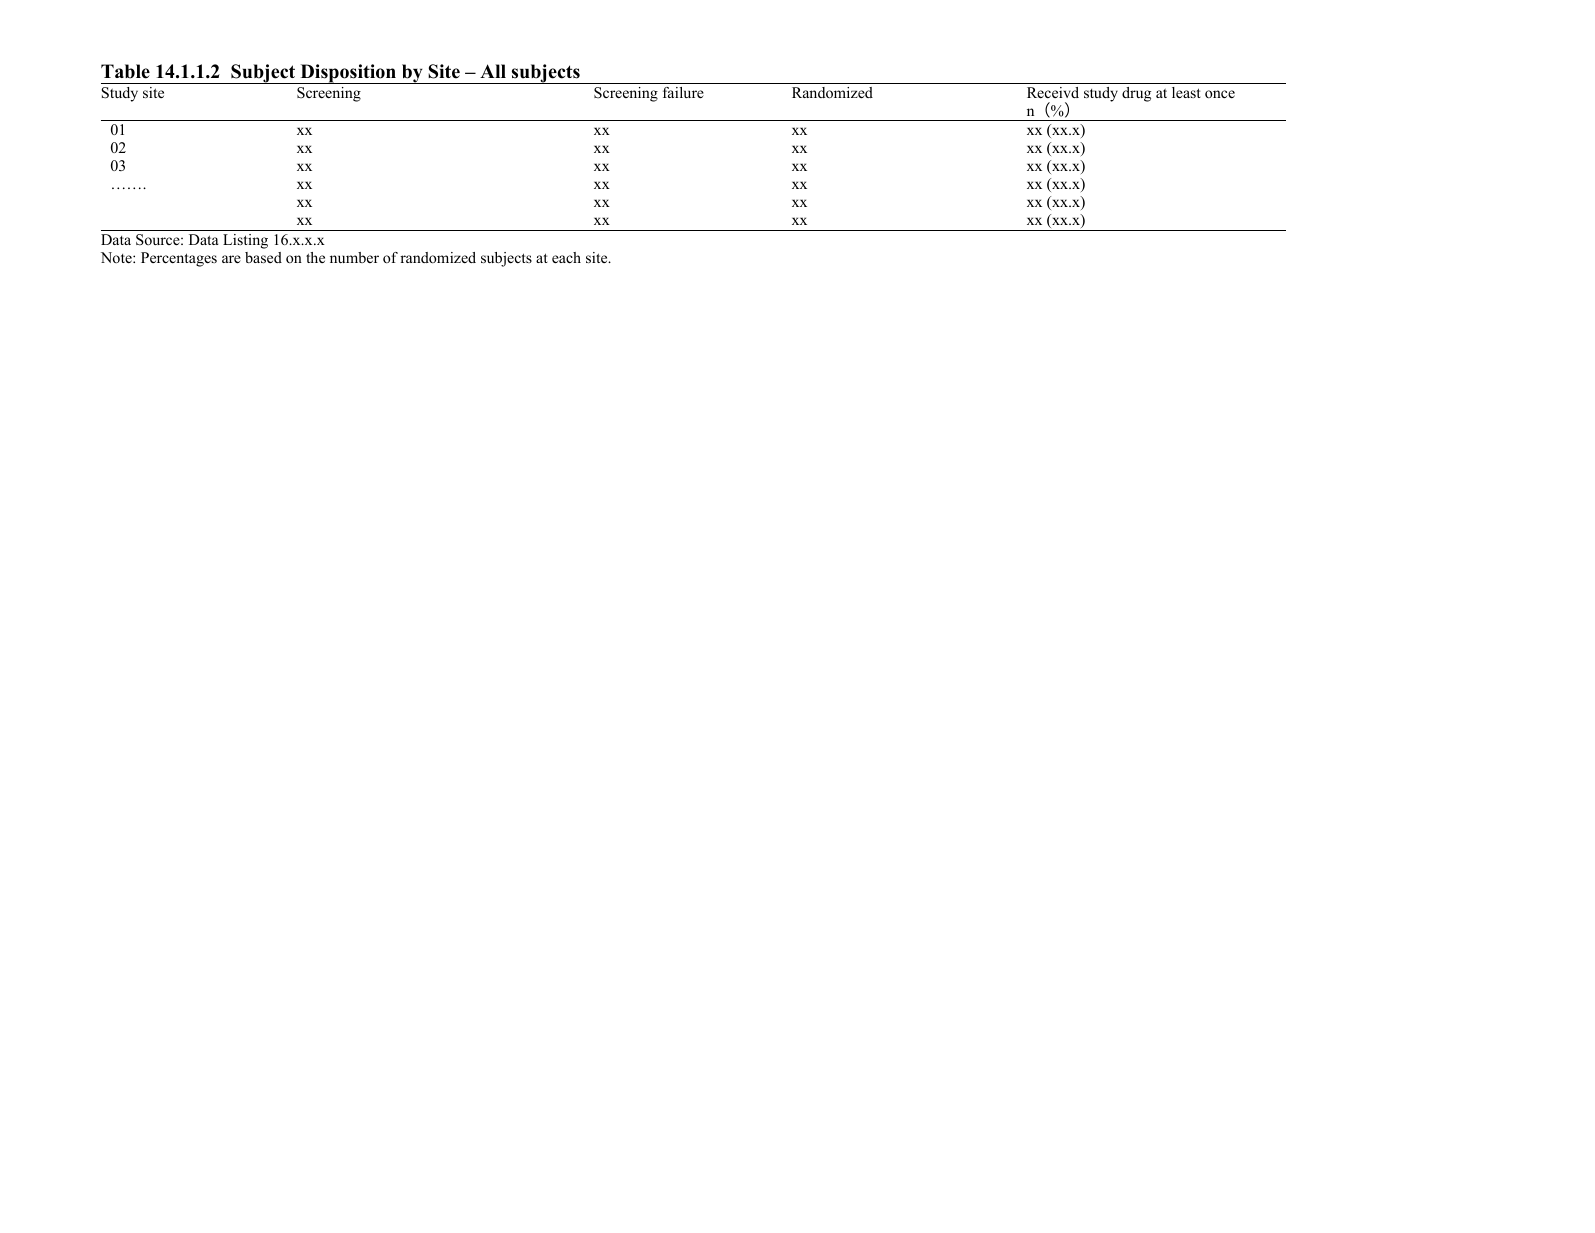 Table 14.1.1.2  Subject Disposition by Site – All subjects
Study site Screening Screening failure Randomized Receivd study drug at least once
n（%）
01 xx xx xx xx (xx.x)
02 xx xx xx xx (xx.x)
03 xx xx xx xx (xx.x)
……. xx xx xx xx (xx.x)
xx xx xx xx (xx.x)
xx xx xx xx (xx.x)
Data Source: Data Listing 16.x.x.x
Note: Percentages are based on the number of randomized subjects at each site.